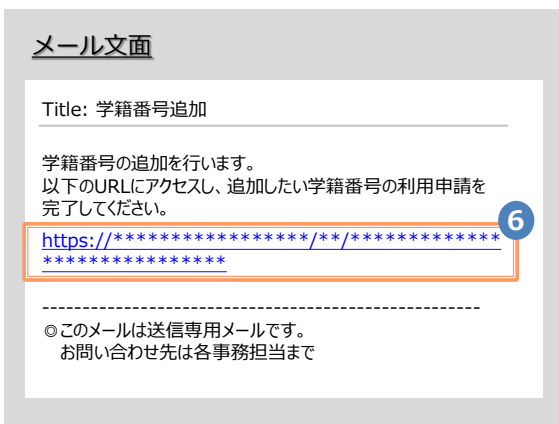 メール文面
Title: 学籍番号追加
学籍番号の追加を行います。
以下のURLにアクセスし、追加したい学籍番号の利用申請を
完了してください。
6
https://*****************/**/*************
****************
------------------------------------------------------
◎このメールは送信専用メールです。
お問い合わせ先は各事務担当まで